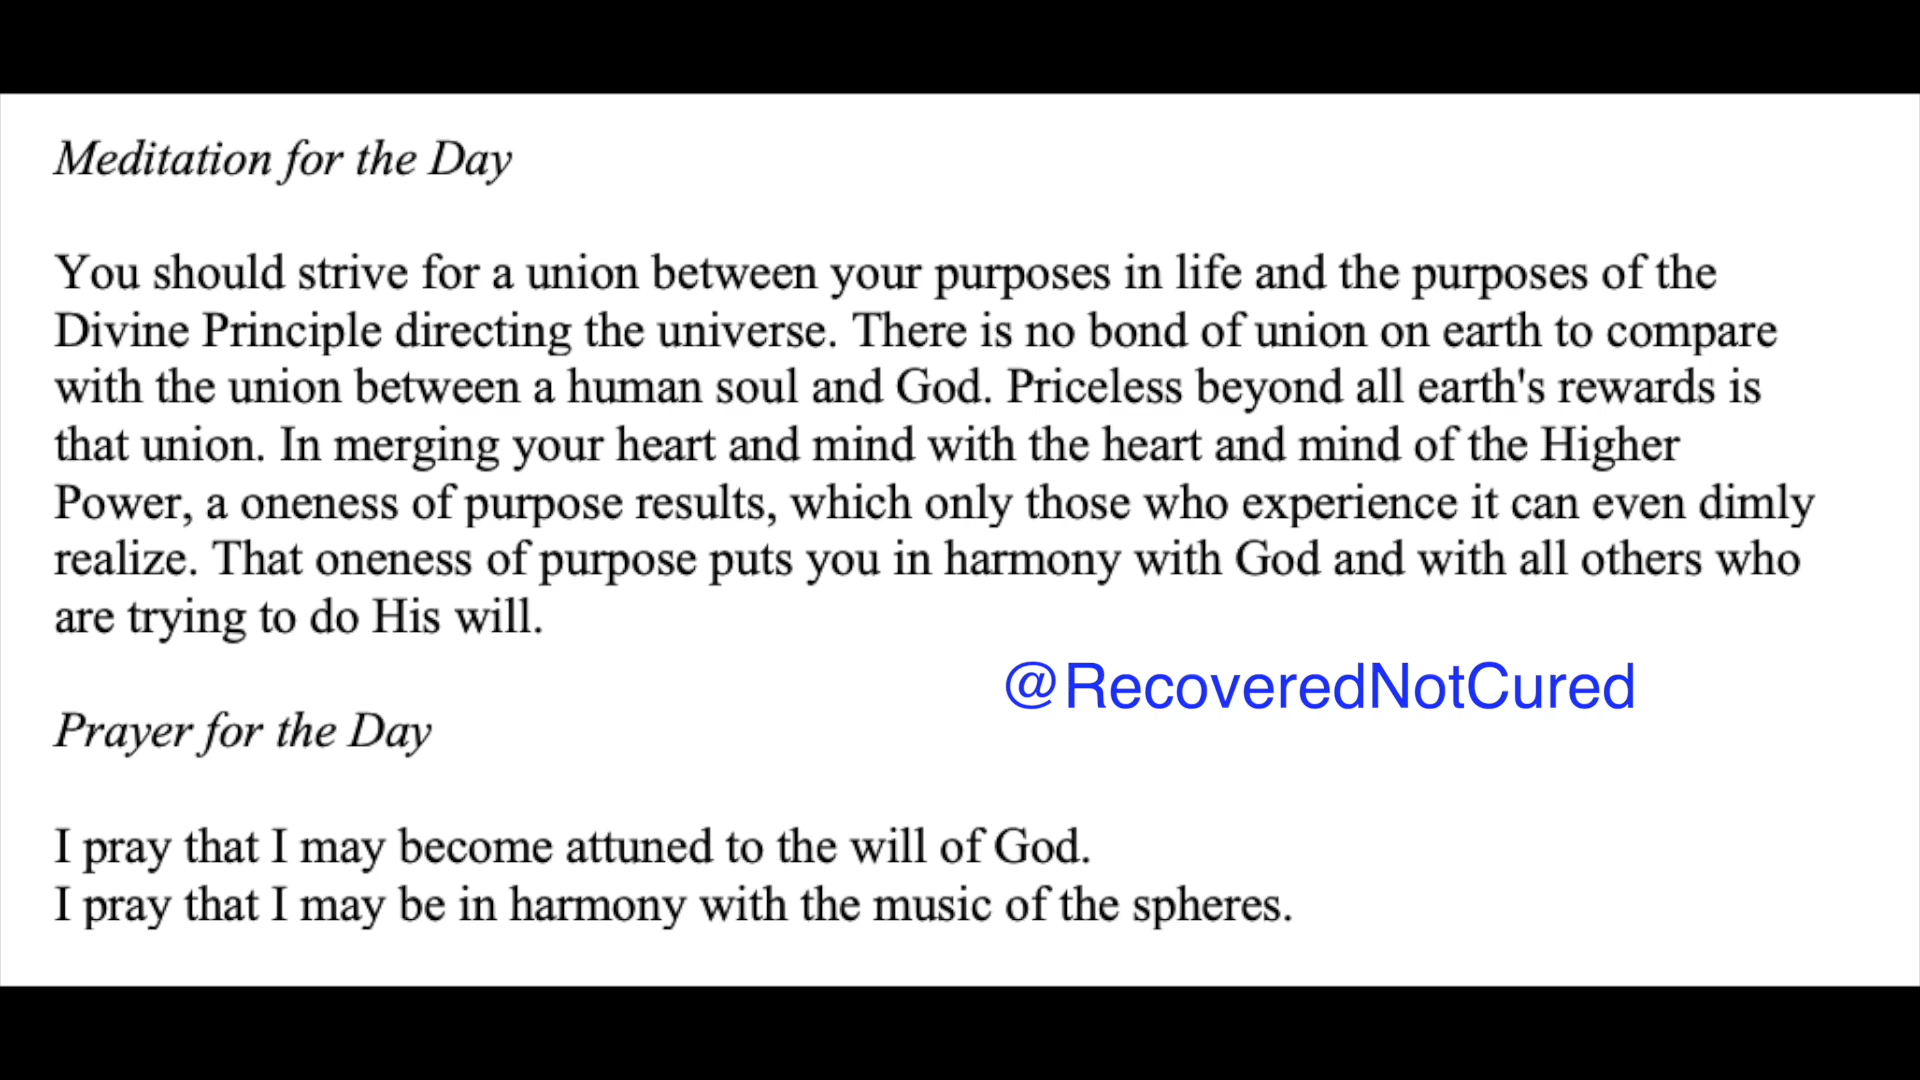 Meditation for the Day
You should strive for a union between your purposes in life and the purposes of the
Divine Principle directing the universe. There is no bond of union on earth to compare
with the union between a human soul and God. Priceless beyond all earth's rewards is
that union. In merging your heart and mind with the heart and mind of the Higher
Power, a oneness of purpose results, which only those who experience it can even dimly
realize. That oneness of purpose puts you in harmony with God and with all others who
are trying to do His will.
@RecoveredNotCured
Prayer for the Day
I pray that I may become attuned to the will of God.
I pray that I may be in harmony with the music of the spheres.